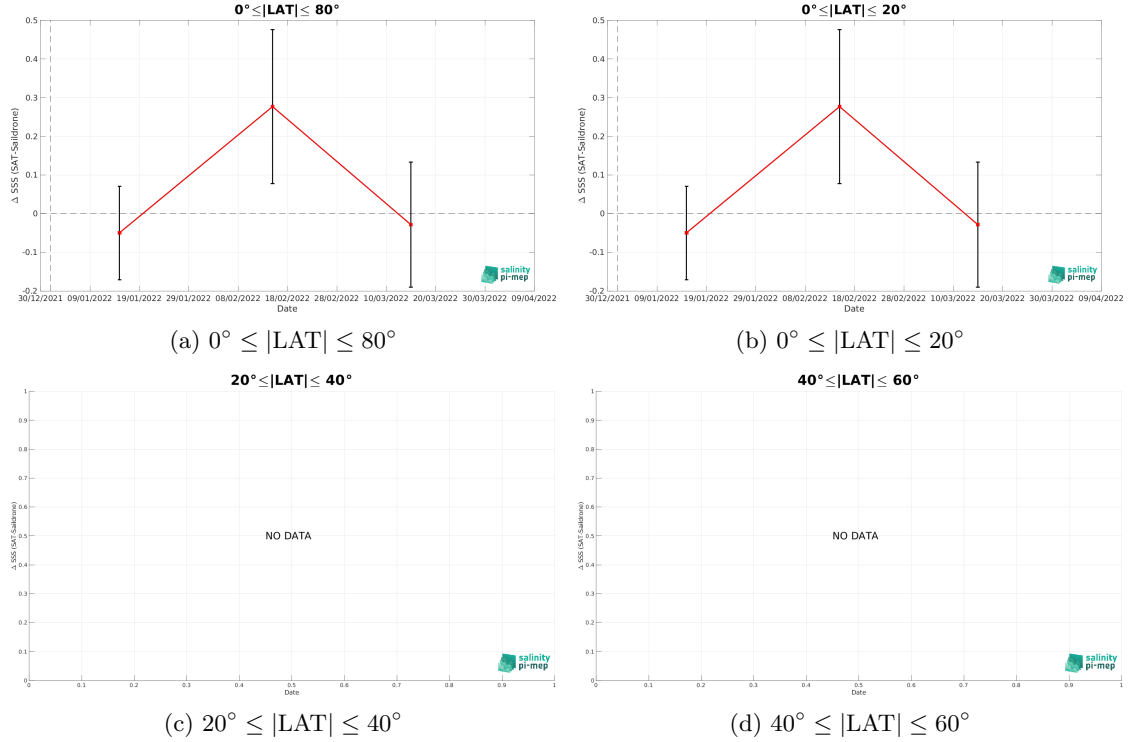 0°≤|LAT|≤ 80°
0.5
0.4
0.3
0.2
0.1
0
-0.1
-0.2
Δ SSS (SAT-Saildrone)
30/12/2021 09/01/2022 19/01/2022 29/01/2022 08/02/2022 18/02/2022 28/02/2022 10/03/2022 20/03/2022 30/03/2022 09/04/2022
Date
salinity
pi-mep
(a) 0° ≤ |LAT| ≤ 80°
0°≤|LAT|≤ 20°
0.5
0.4
0.3
0.2
0.1
0
-0.1
-0.2
Δ SSS (SAT-Saildrone)
30/12/2021 09/01/2022 19/01/2022 29/01/2022 08/02/2022 18/02/2022 28/02/2022 10/03/2022 20/03/2022 30/03/2022 09/04/2022
Date
salinity
pi-mep
(b) 0° ≤ |LAT| ≤ 20°
20°≤|LAT|≤ 40°
1
0.9
0.8
0.7
0.6
0.5
0.4
0.3
0.2
0.1
0
Δ SSS (SAT-Saildrone)
NO DATA
0 0.1 0.2 0.3 0.4 0.5 0.6 0.7 0.8 0.9 1
Date
salinity
pi-mep
(c) 20° ≤ |LAT| ≤ 40°
40°≤|LAT|≤ 60°
1
0.9
0.8
0.7
0.6
0.5
0.4
0.3
0.2
0.1
0
Δ SSS (SAT-Saildrone)
NO DATA
0 0.1 0.2 0.3 0.4 0.5 0.6 0.7 0.8 0.9 1
Date
salinity
pi-mep
(d) 40° ≤ |LAT| ≤ 60°